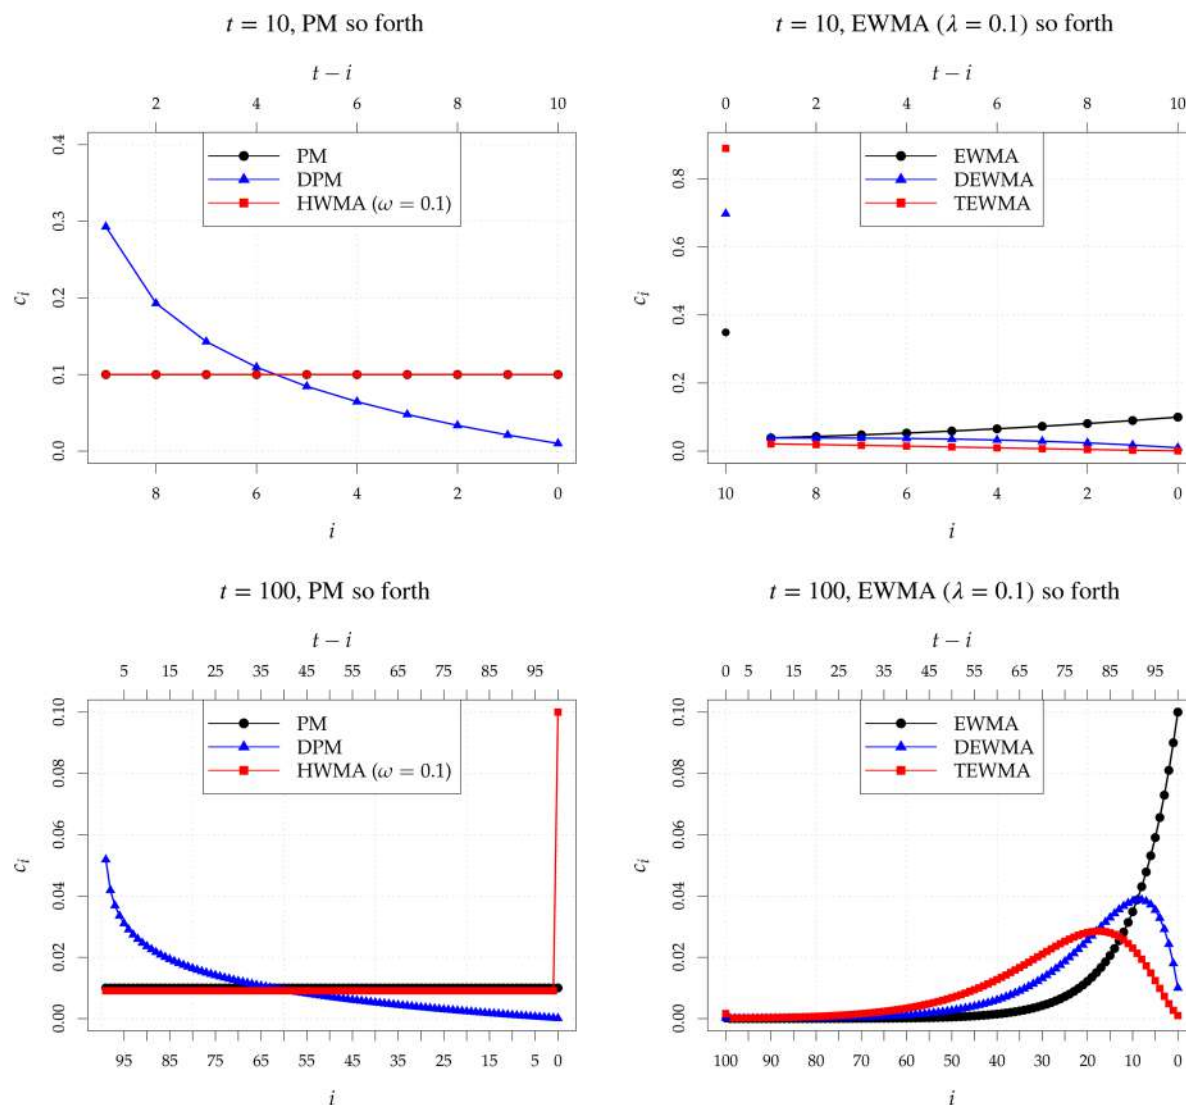 t = 10, PM so forth
t − i
2 4 6 8 10
0.4
0.3
0.2
0.1
0.0
c_i
PM
DPM
HWMA (ω = 0.1)
8 6 4 2 0
i
t = 10, EWMA (λ = 0.1) so forth
t − i
0 2 4 6 8 10
0.8
0.6
0.4
0.2
0.0
c_i
EWMA
DEWMA
TEWMA
10 8 6 4 2 0
i
t = 100, PM so forth
t − i
5 15 25 35 45 55 65 75 85 95
0.10
0.08
0.06
0.04
0.02
0.00
c_i
PM
DPM
HWMA (ω = 0.1)
95 85 75 65 55 45 35 25 15 5 0
i
t = 100, EWMA (λ = 0.1) so forth
t − i
0 5 15 25 35 45 55 65 75 85 95
0.10
0.08
0.06
0.04
0.02
0.00
c_i
EWMA
DEWMA
TEWMA
100 90 80 70 60 50 40 30 20 10 0
i